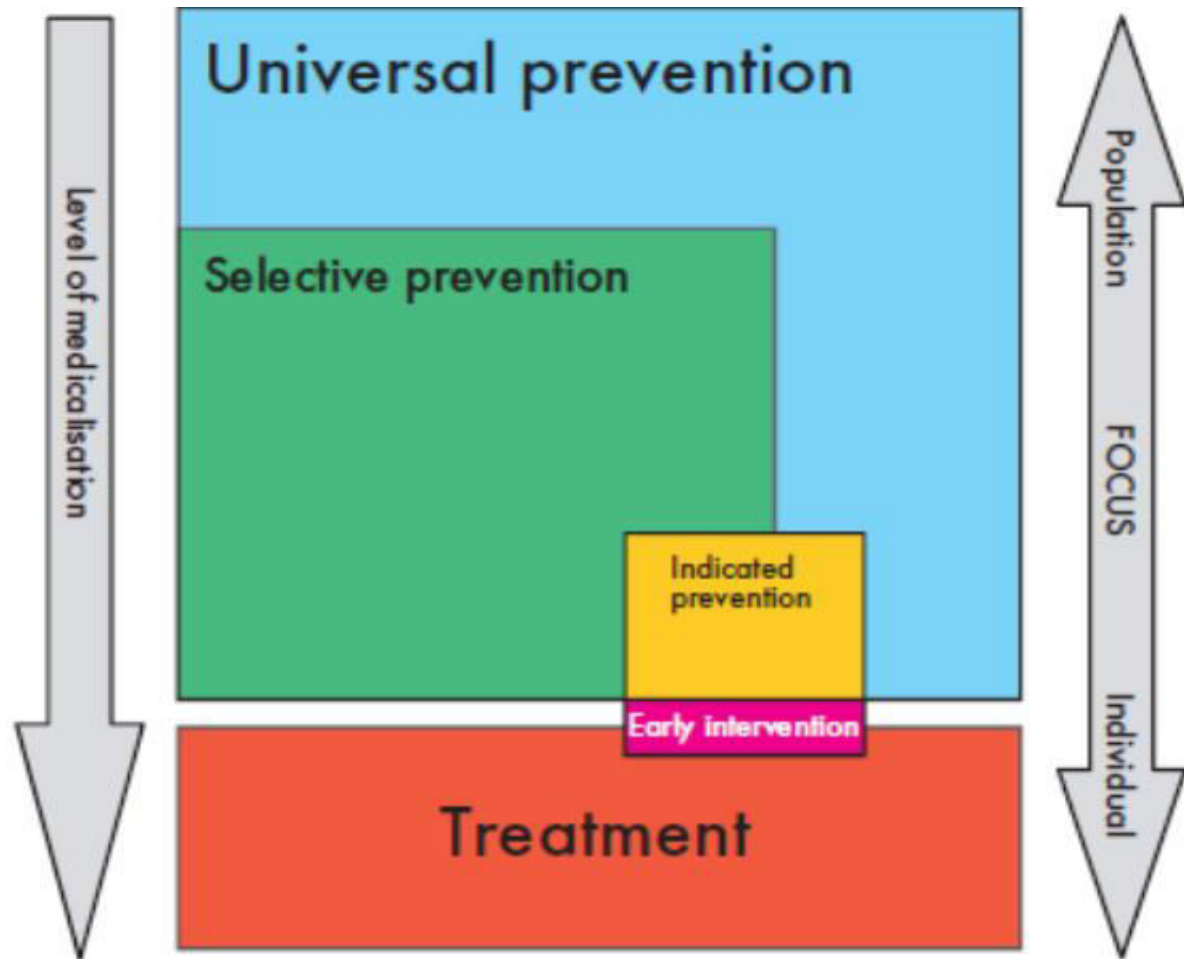 Universal prevention
Level of medicalisation
Population
Selective prevention
FOCUS
Indicated
prevention
Individual
Early intervention
Treatment